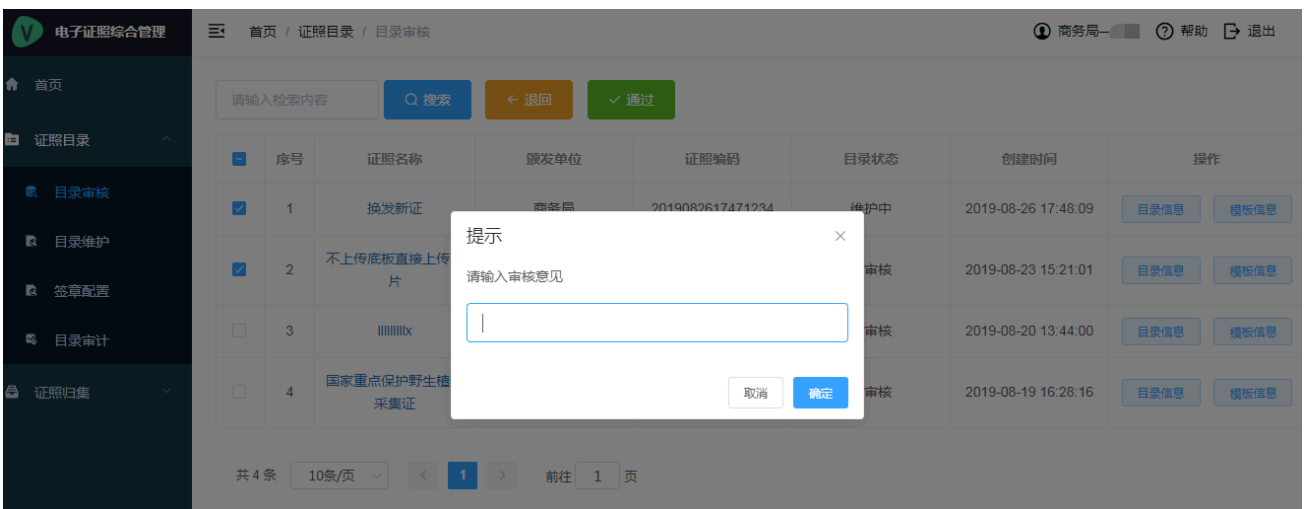 电子证照综合管理
首页 / 证照目录 / 目录审核
商务局-
帮助
退出
首页
证照目录
目录审核
目录维护
签章配置
目录审计
证照归集
请输入检索内容
搜索
退回
通过
序号 证照名称 颁发单位 证照编码 目录状态 创建时间 操作
1 换发新证 商务局 2019082617471234 维护中 2019-08-26 17:48:09 目录信息 模板信息
2 不上传底板直接上传
片 审核 2019-08-23 15:21:01 目录信息 模板信息
3 审核 2019-08-20 13:44:00 目录信息 模板信息
4 国家重点保护野生植
采集证 审核 2019-08-19 16:28:16 目录信息 模板信息
提示
请输入审核意见
取消 确定
共 4 条 10条/页 1 前往 1 页